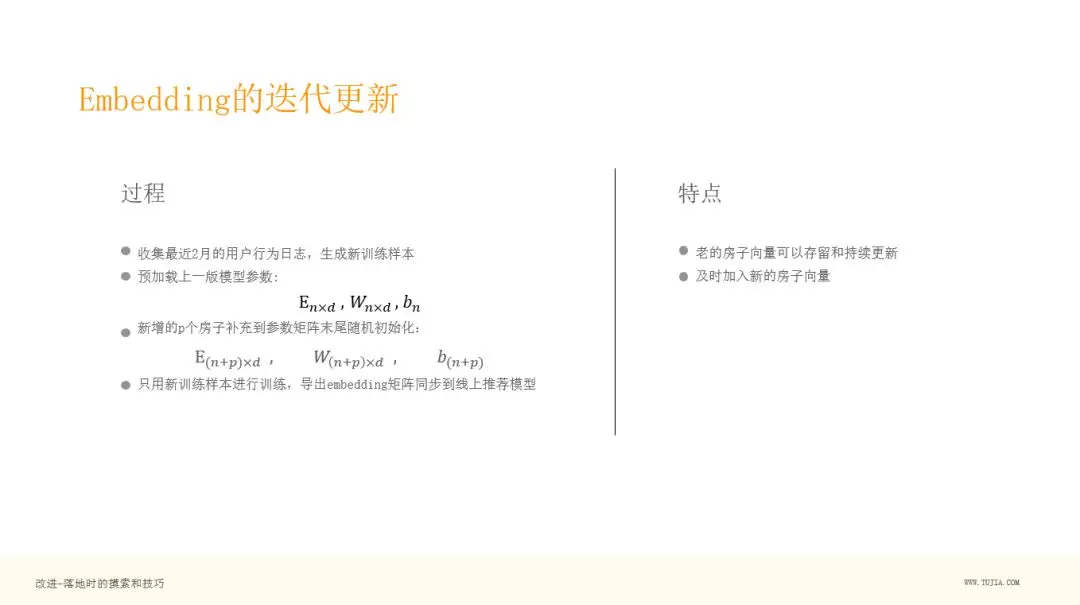 Embedding的迭代更新
过程
● 收集最近2月的用户行为日志，生成新训练样本
● 预加载上一版模型参数:
E_{n×d} , W_{n×d} , b_n
● 新增的p个房子补充到参数矩阵末尾随机初始化:
E_{(n+p)×d} , W_{(n+p)×d} , b_{(n+p)}
● 只用新训练样本进行训练，导出embedding矩阵同步到线上推荐模型
特点
● 老的房子向量可以存留和持续更新
● 及时加入新的房子向量
改进-落地时的摸索和技巧
WWW.TUJIA.COM